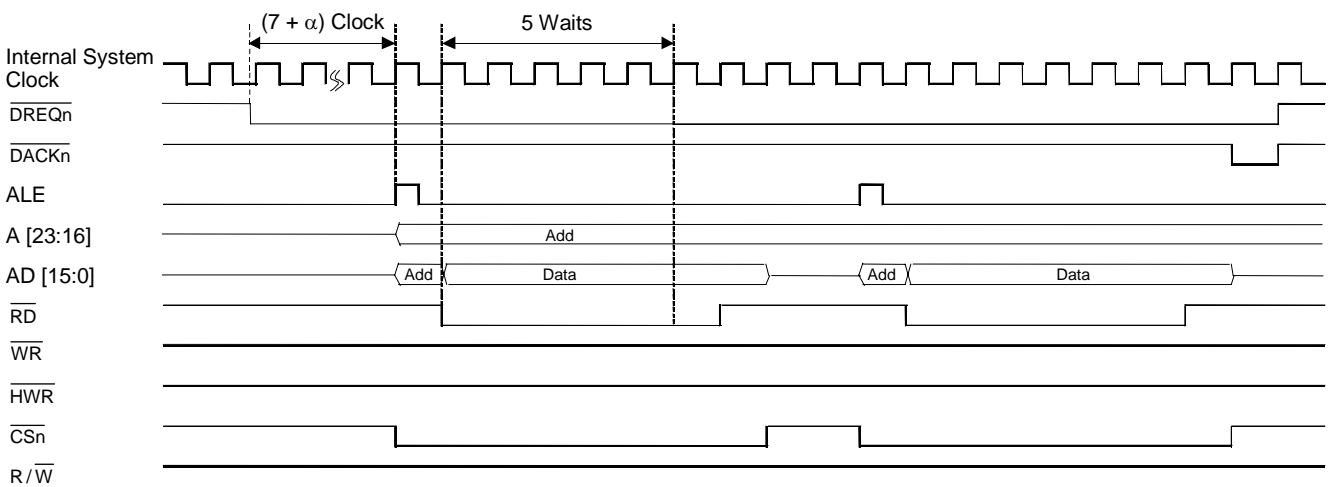 (7 + α) Clock
5 Waits
Internal System
Clock
DREQn
DACKn
ALE
A [23:16]
Add
AD [15:0]
Add
Data
Add
Data
RD
WR
HWR
CSn
R/W